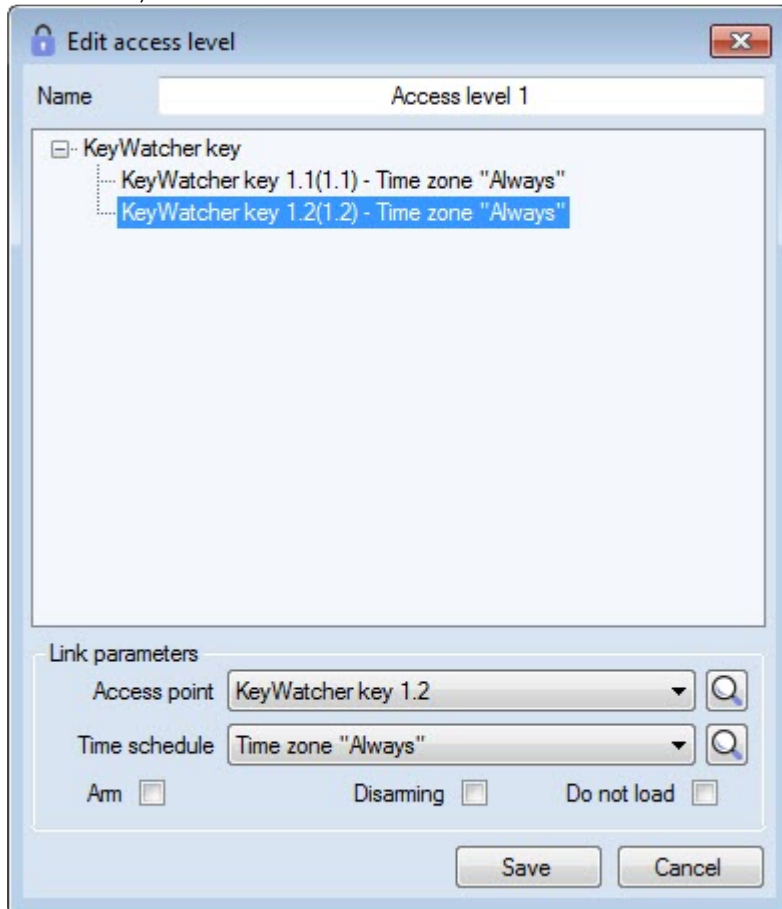 Edit access level
Name Access level 1
KeyWatcher key
KeyWatcher key 1.1(1.1) - Time zone "Always"
KeyWatcher key 1.2(1.2) - Time zone "Always"
Link parameters
Access point KeyWatcher key 1.2
Time schedule Time zone "Always"
Arm Disarming Do not load
Save Cancel